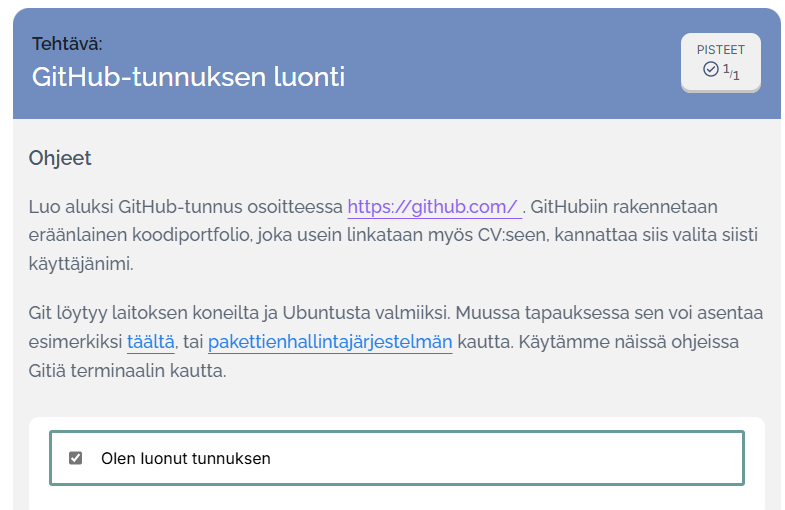 Tehtävä:
GitHub-tunnuksen luonti
PISTEET
1/1
Ohjeet
Luo aluksi GitHub-tunnus osoitteessa https://github.com/ . GitHubiin rakennetaan
eräänlainen koodiportfolio, joka usein linkataan myös CV:seen, kannattaa siis valita siisti
käyttäjänimi.
Git löytyy laitoksen koneilta ja Ubuntusta valmiiksi. Muussa tapauksessa sen voi asentaa
esimerkiksi täältä, tai pakettienhallintajärjestelmän kautta. Käytämme näissä ohjeissa
Gitiä terminaalin kautta.
Olen luonut tunnuksen